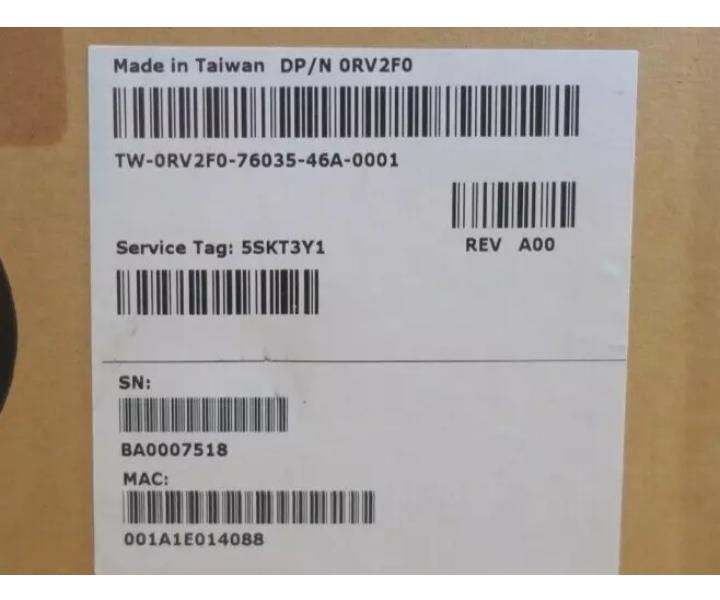 Made in Taiwan DP/N 0RV2F0
TW-0RV2F0-76035-46A-0001
REV A00
Service Tag: 5SKT3Y1
SN:
BA0007518
MAC:
001A1E014088